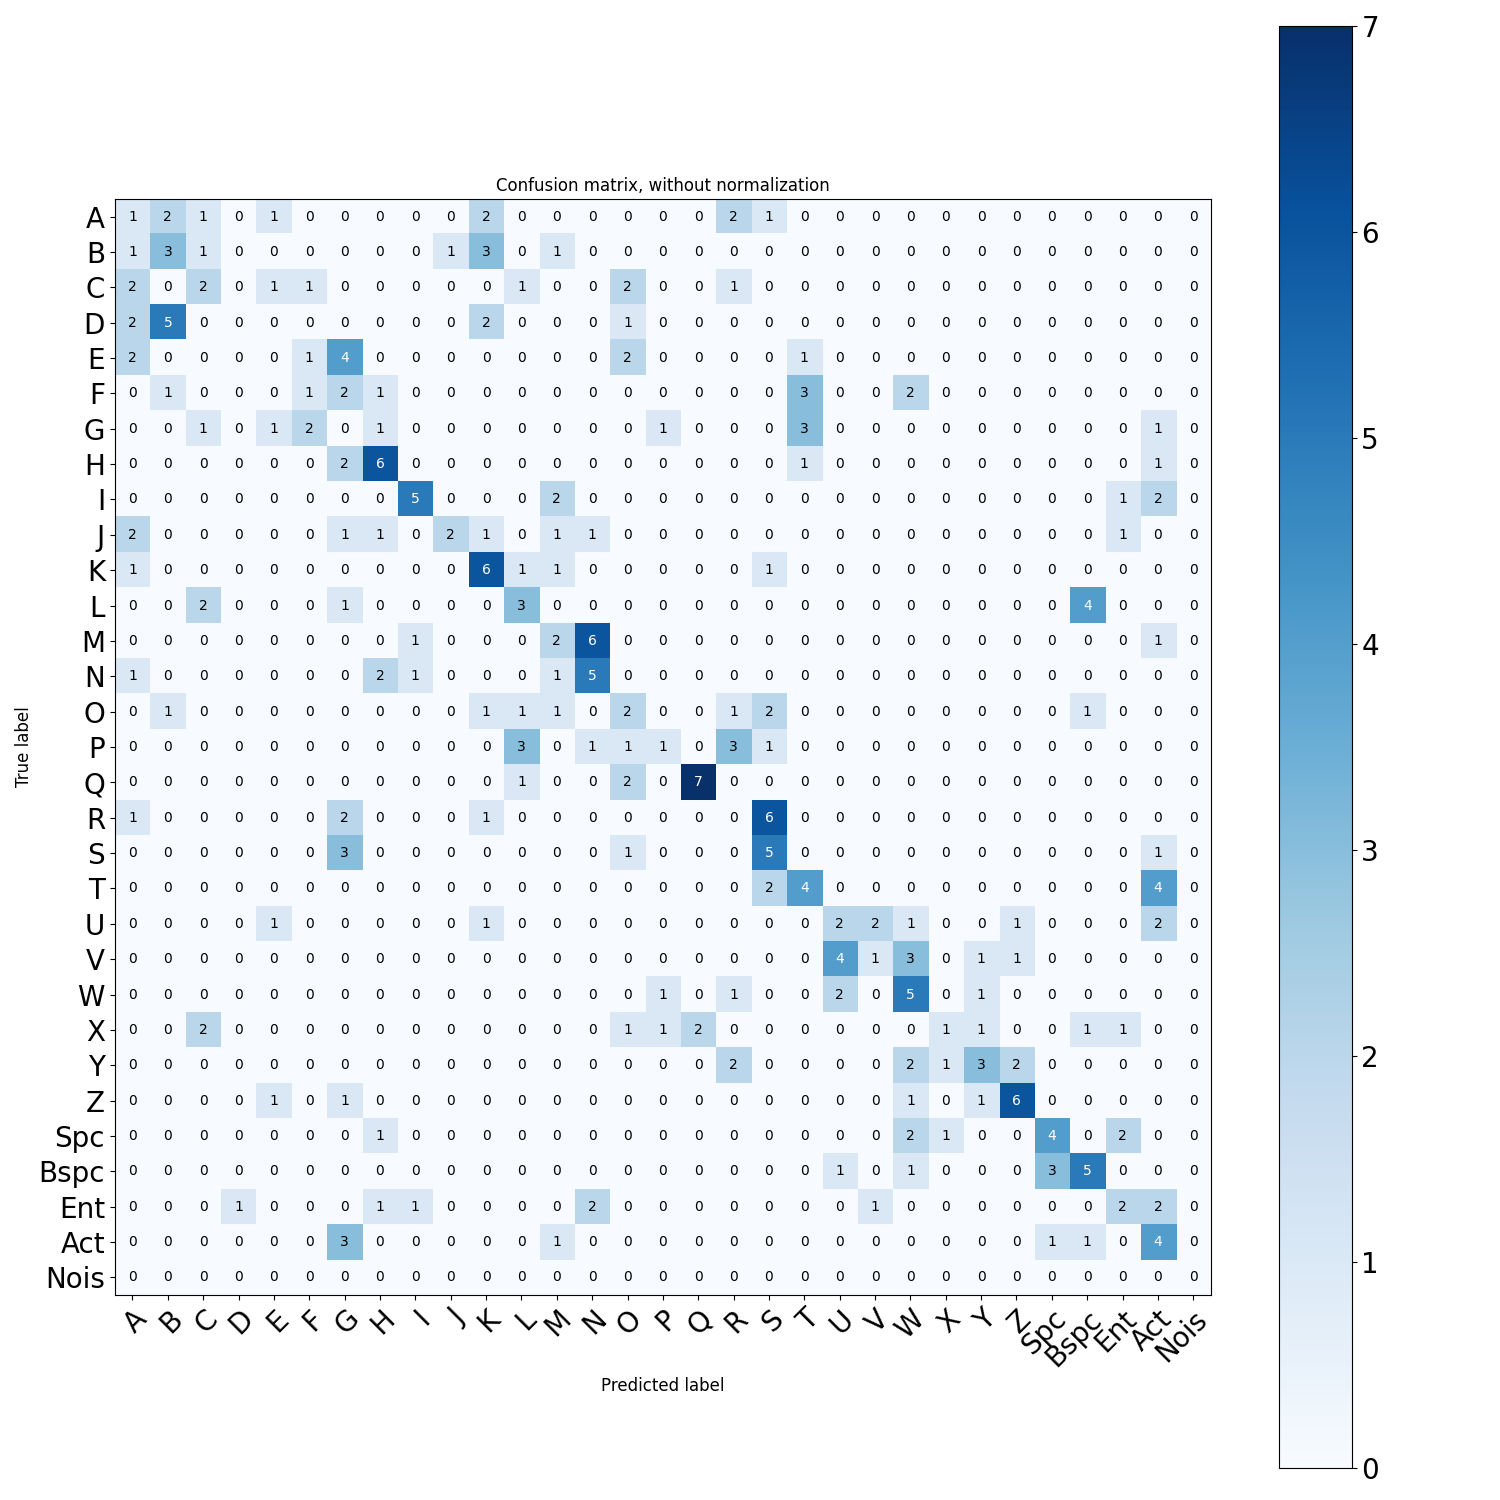 Confusion matrix, without normalization
A 1 2 1 0 1 0 0 0 0 0 2 0 0 0 0 0 0 2 1 0 0 0 0 0 0 0 0 0 0 0 0
B 1 3 1 0 0 0 0 0 0 1 3 0 1 0 0 0 0 0 0 0 0 0 0 0 0 0 0 0 0 0 0
C 2 0 2 0 1 1 0 0 0 0 0 1 0 0 2 0 0 1 0 0 0 0 0 0 0 0 0 0 0 0 0
D 2 5 0 0 0 0 0 0 0 0 2 0 0 0 1 0 0 0 0 0 0 0 0 0 0 0 0 0 0 0 0
E 2 0 0 0 0 1 4 0 0 0 0 0 0 0 2 0 0 0 0 1 0 0 0 0 0 0 0 0 0 0 0
F 0 1 0 0 0 1 2 1 0 0 0 0 0 0 0 0 0 0 0 3 0 0 2 0 0 0 0 0 0 0 0
G 0 0 1 0 1 2 0 1 0 0 0 0 0 0 0 1 0 0 0 3 0 0 0 0 0 0 0 0 0 1 0
H 0 0 0 0 0 0 2 6 0 0 0 0 0 0 0 0 0 0 0 1 0 0 0 0 0 0 0 0 0 1 0
I 0 0 0 0 0 0 0 0 5 0 0 0 2 0 0 0 0 0 0 0 0 0 0 0 0 0 0 0 1 2 0
J 2 0 0 0 0 0 1 1 0 2 1 0 1 1 0 0 0 0 0 0 0 0 0 0 0 0 0 0 1 0 0
K 1 0 0 0 0 0 0 0 0 0 6 1 1 0 0 0 0 0 1 0 0 0 0 0 0 0 0 0 0 0 0
L 0 0 2 0 0 0 1 0 0 0 0 3 0 0 0 0 0 0 0 0 0 0 0 0 0 0 0 4 0 0 0
M 0 0 0 0 0 0 0 0 1 0 0 0 2 6 0 0 0 0 0 0 0 0 0 0 0 0 0 0 0 1 0
N 1 0 0 0 0 0 0 2 1 0 0 0 1 5 0 0 0 0 0 0 0 0 0 0 0 0 0 0 0 0 0
O 0 1 0 0 0 0 0 0 0 0 1 1 1 0 2 0 0 1 2 0 0 0 0 0 0 0 0 1 0 0 0
P 0 0 0 0 0 0 0 0 0 0 0 3 0 1 1 1 0 3 1 0 0 0 0 0 0 0 0 0 0 0 0
Q 0 0 0 0 0 0 0 0 0 0 0 1 0 0 2 0 7 0 0 0 0 0 0 0 0 0 0 0 0 0 0
R 1 0 0 0 0 0 2 0 0 0 1 0 0 0 0 0 0 0 6 0 0 0 0 0 0 0 0 0 0 0 0
S 0 0 0 0 0 0 3 0 0 0 0 0 0 0 1 0 0 0 5 0 0 0 0 0 0 0 0 0 0 1 0
T 0 0 0 0 0 0 0 0 0 0 0 0 0 0 0 0 0 0 2 4 0 0 0 0 0 0 0 0 0 4 0
U 0 0 0 0 1 0 0 0 0 0 1 0 0 0 0 0 0 0 0 0 2 2 1 0 0 1 0 0 0 2 0
V 0 0 0 0 0 0 0 0 0 0 0 0 0 0 0 0 0 0 0 0 4 1 3 0 1 1 0 0 0 0 0
W 0 0 0 0 0 0 0 0 0 0 0 0 0 0 0 1 0 1 0 0 2 0 5 0 1 0 0 0 0 0 0
X 0 0 2 0 0 0 0 0 0 0 0 0 0 0 1 1 2 0 0 0 0 0 0 1 1 0 0 1 1 0 0
Y 0 0 0 0 0 0 0 0 0 0 0 0 0 0 0 0 0 2 0 0 0 0 2 1 3 2 0 0 0 0 0
Z 0 0 0 0 1 0 1 0 0 0 0 0 0 0 0 0 0 0 0 0 0 0 1 0 1 6 0 0 0 0 0
Spc 0 0 0 0 0 0 0 1 0 0 0 0 0 0 0 0 0 0 0 0 0 0 2 1 0 0 4 0 2 0 0
Bspc 0 0 0 0 0 0 0 0 0 0 0 0 0 0 0 0 0 0 0 0 1 0 1 0 0 0 3 5 0 0 0
Ent 0 0 0 1 0 0 0 1 1 0 0 0 0 2 0 0 0 0 0 0 0 1 0 0 0 0 0 0 2 2 0
Act 0 0 0 0 0 0 3 0 0 0 0 0 1 0 0 0 0 0 0 0 0 0 0 0 0 0 1 1 0 4 0
Nois 0 0 0 0 0 0 0 0 0 0 0 0 0 0 0 0 0 0 0 0 0 0 0 0 0 0 0 0 0 0 0
A B C D E F G H I J K L M N O P Q R S T U V W X Y Z Spc Bspc Ent Act Nois
Predicted label
True label
7
6
5
4
3
2
1
0